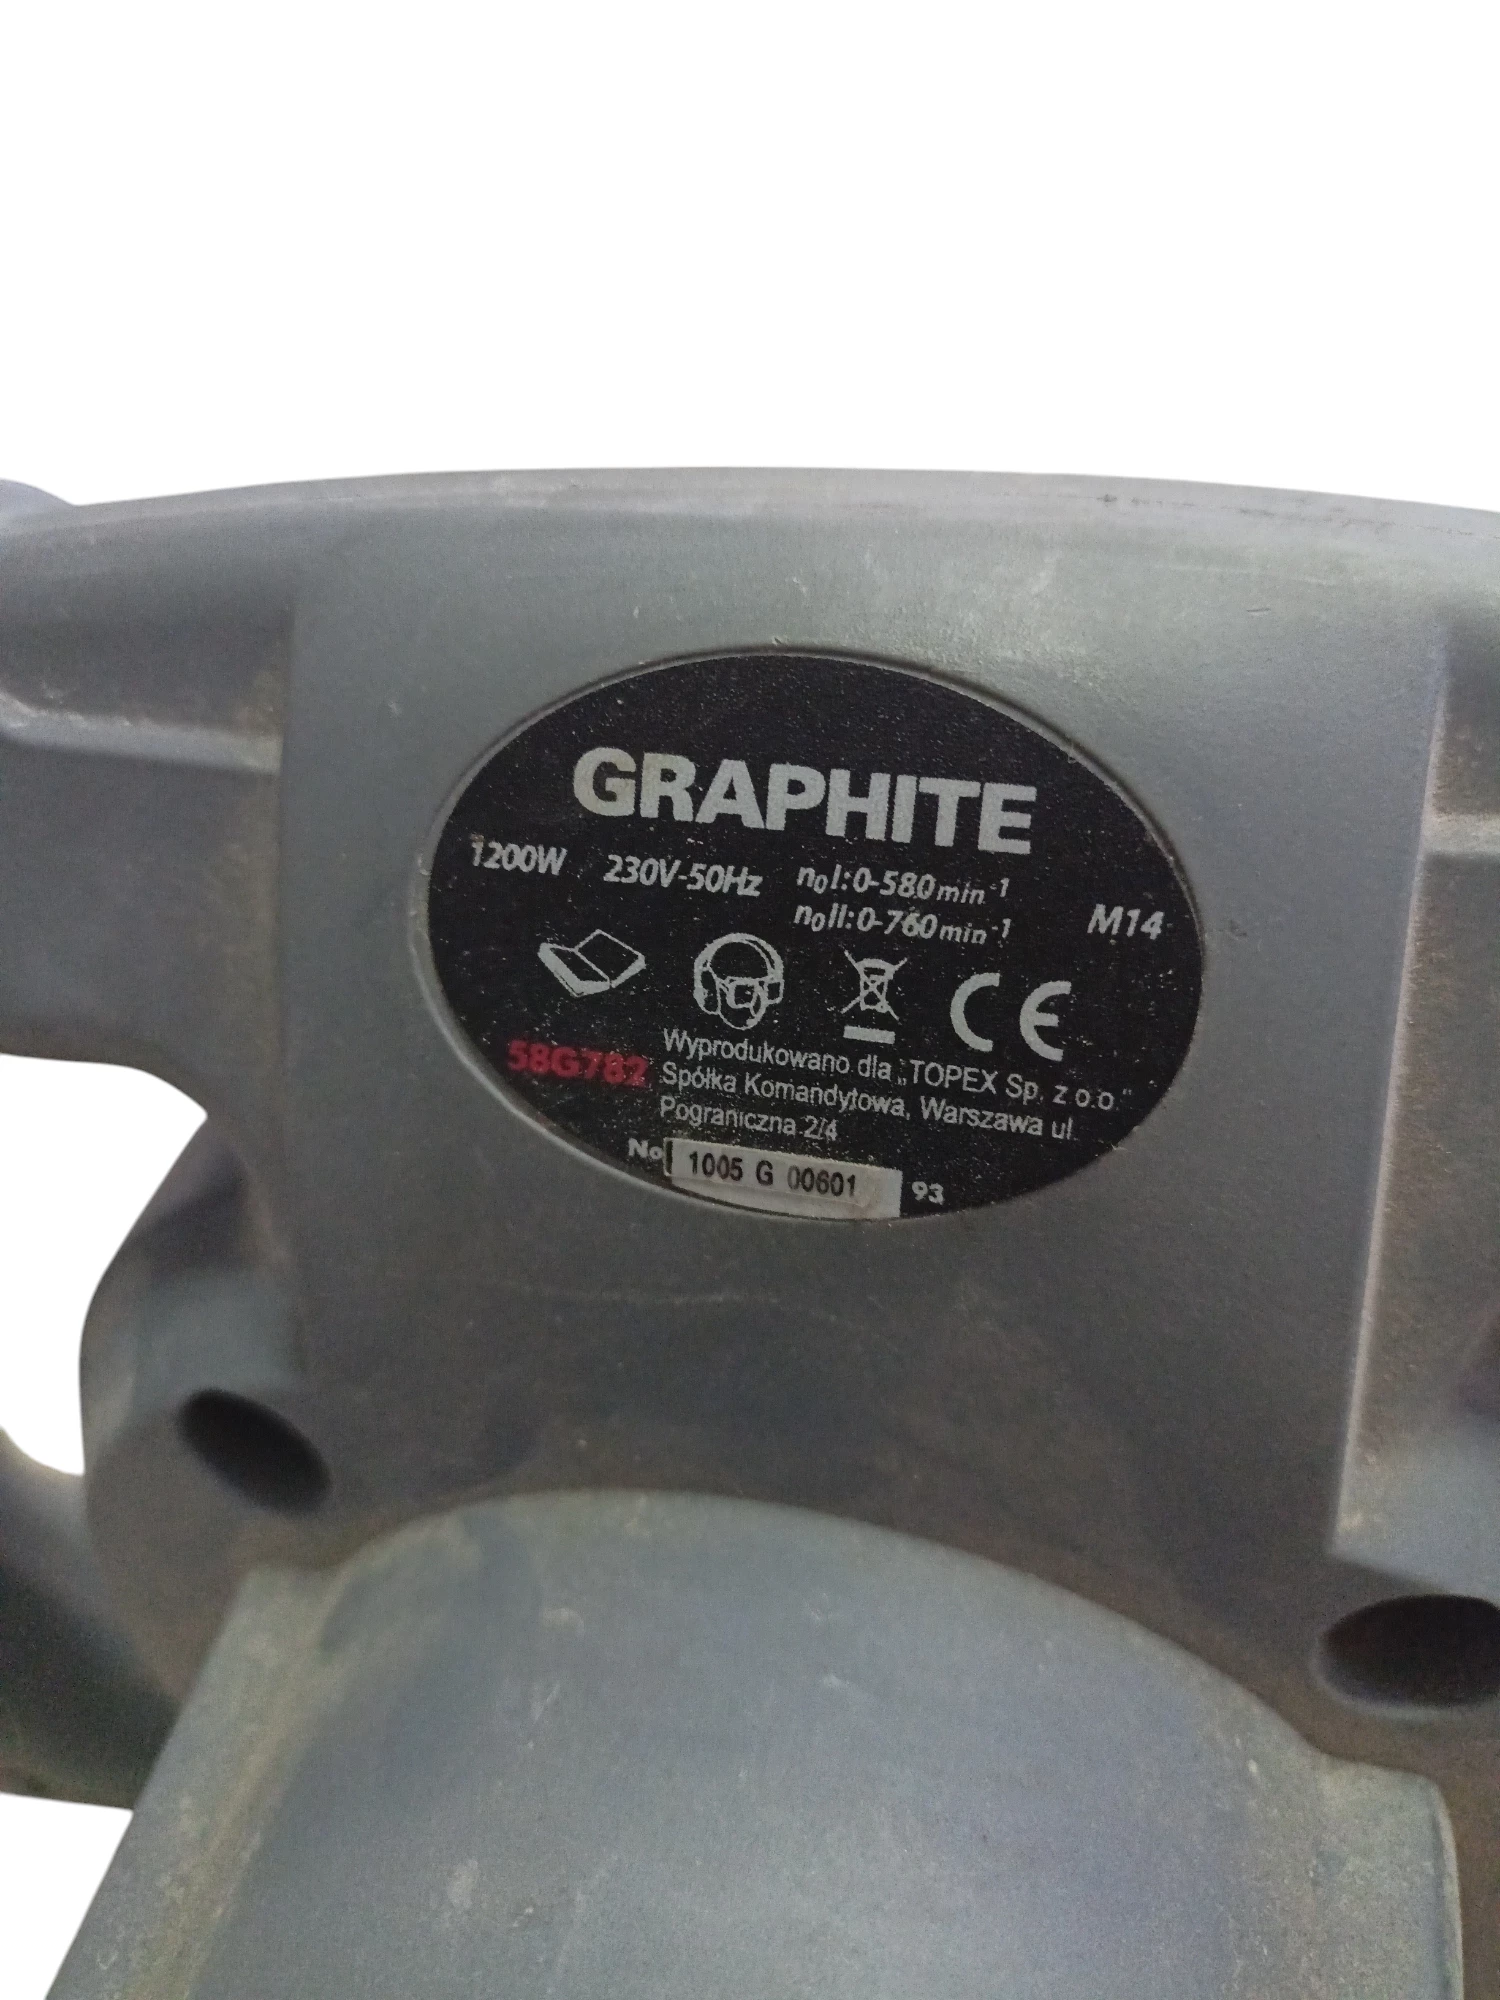 GRAPHITE
1200W 230V-50Hz n₀I:0-580min⁻¹
n₀II:0-760min⁻¹ M14
CE
58G782 Wyprodukowano dla „TOPEX Sp. z o.o."
Spółka Komandytowa, Warszawa ul.
Pograniczna 2/4
No 1005 G 00601 93